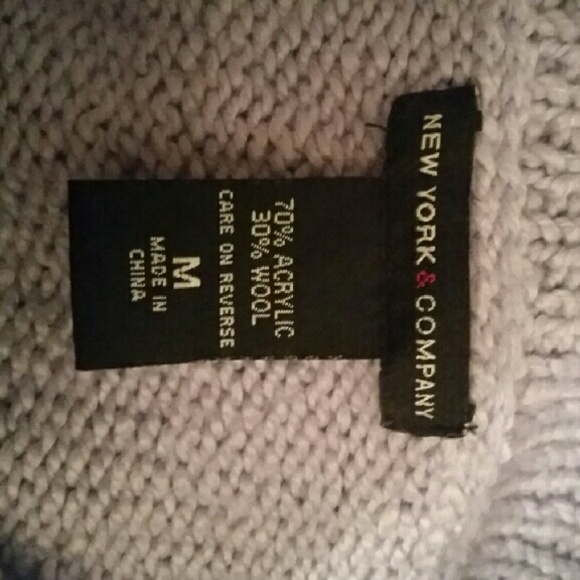 NEW YORK & COMPANY
70% ACRYLIC
30% WOOL
CARE ON REVERSE
M
MADE IN
CHINA